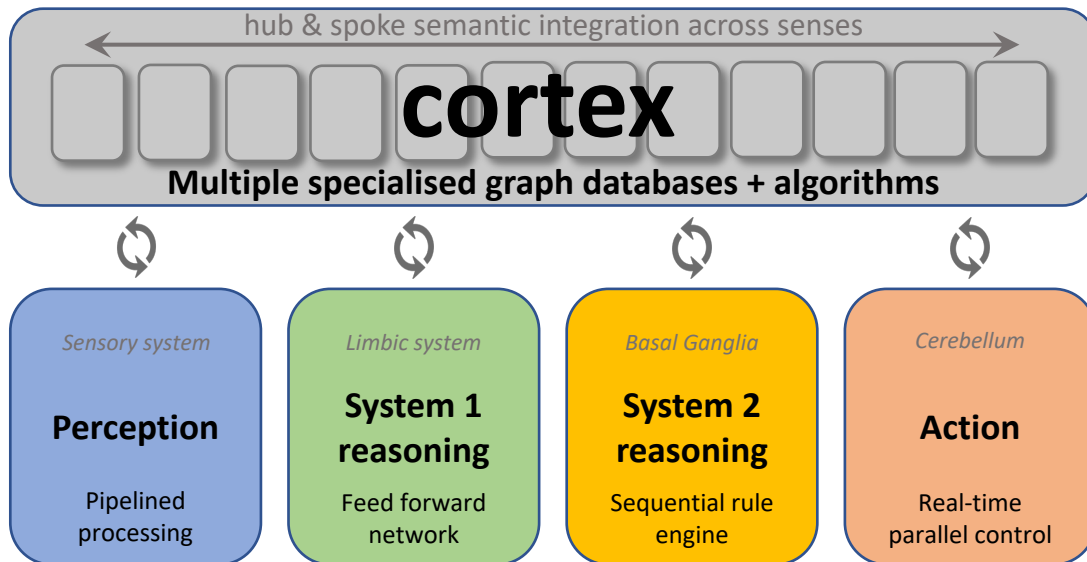 hub & spoke semantic integration across senses
cortex
Multiple specialised graph databases + algorithms
Sensory system
Perception
Pipelined
processing
Limbic system
System 1
reasoning
Feed forward
network
Basal Ganglia
System 2
reasoning
Sequential rule
engine
Cerebellum
Action
Real-time
parallel control